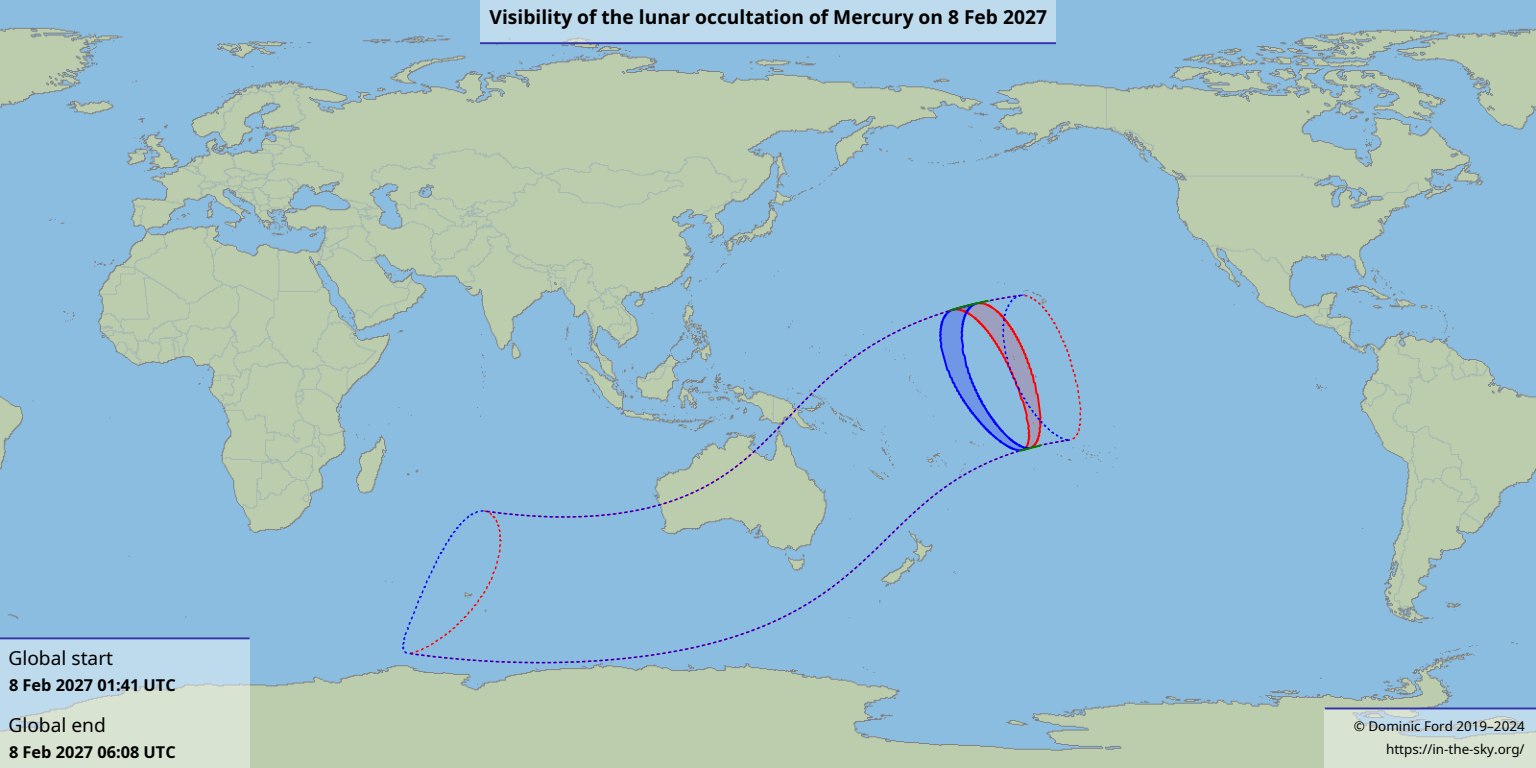 Visibility of the lunar occultation of Mercury on 8 Feb 2027
Global start
8 Feb 2027 01:41 UTC
Global end
8 Feb 2027 06:08 UTC
© Dominic Ford 2019–2024
https://in-the-sky.org/